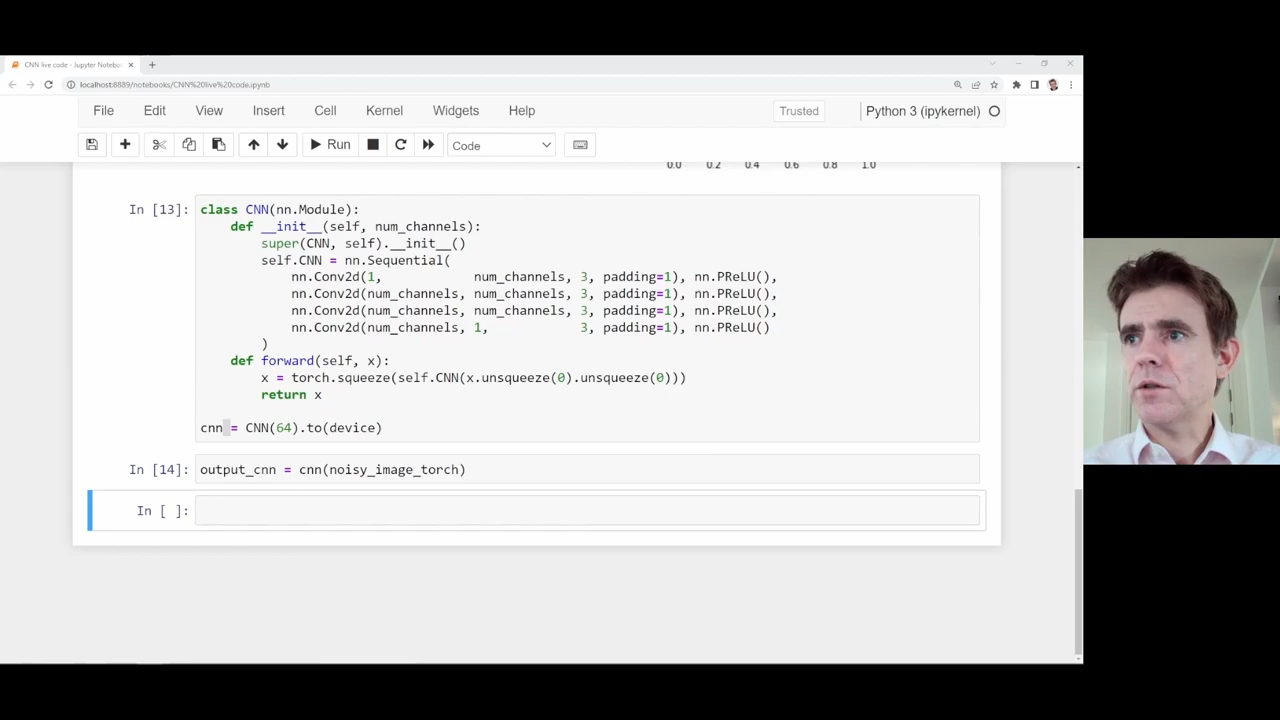 CNN live code - Jupyter Notebo
localhost:8889/notebooks/CNN%20live%20code.ipynb
File Edit View Insert Cell Kernel Widgets Help Trusted Python 3 (ipykernel)
Run Code
0.0 0.2 0.4 0.6 0.8 1.0
In [13]: class CNN(nn.Module):
def __init__(self, num_channels):
super(CNN, self).__init__()
self.CNN = nn.Sequential(
nn.Conv2d(1, num_channels, 3, padding=1), nn.PReLU(),
nn.Conv2d(num_channels, num_channels, 3, padding=1), nn.PReLU(),
nn.Conv2d(num_channels, num_channels, 3, padding=1), nn.PReLU(),
nn.Conv2d(num_channels, 1, 3, padding=1), nn.PReLU()
)
def forward(self, x):
x = torch.squeeze(self.CNN(x.unsqueeze(0).unsqueeze(0)))
return x
cnn = CNN(64).to(device)
In [14]: output_cnn = cnn(noisy_image_torch)
In [ ]: